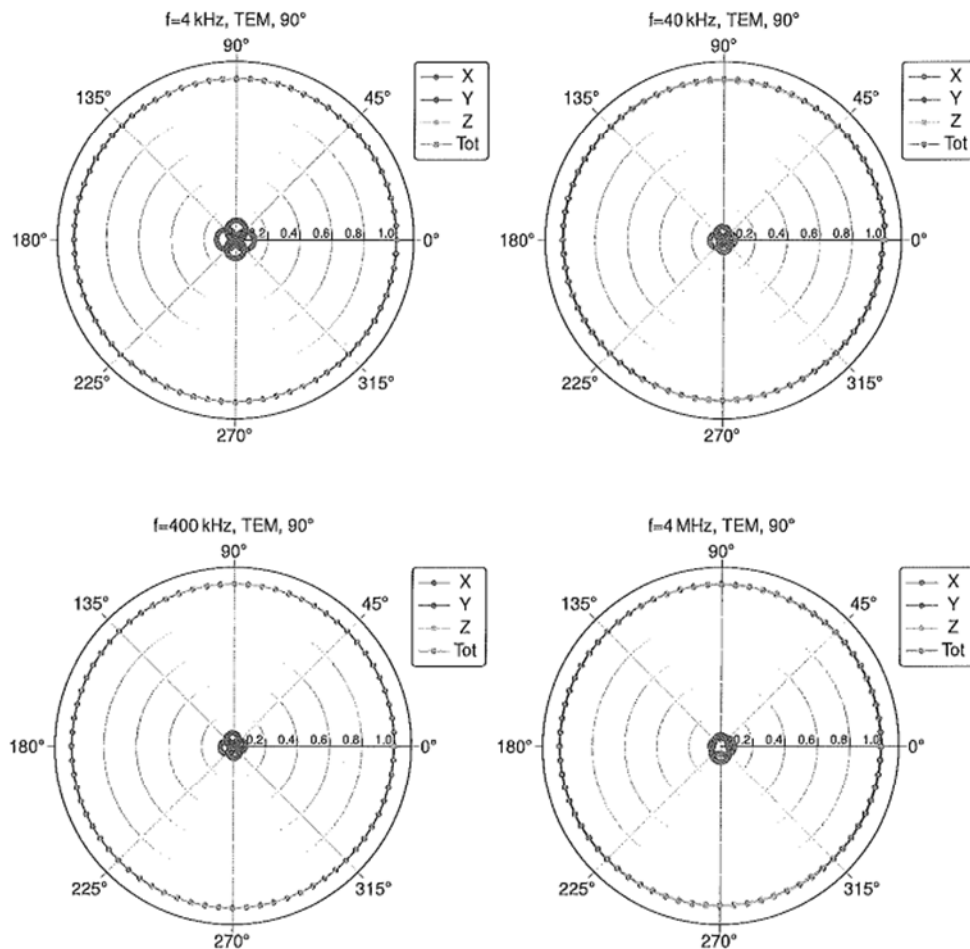 f=4 kHz, TEM, 90°
90°
135°
45°
X
Y
Z
Tot
180°
0.2
0.4
0.6
0.8
1.0
0°
225°
315°
270°
f=40 kHz, TEM, 90°
90°
135°
45°
X
Y
Z
Tot
180°
0.2
0.4
0.6
0.8
1.0
0°
225°
315°
270°
f=400 kHz, TEM, 90°
90°
135°
45°
X
Y
Z
Tot
180°
0.2
0.4
0.6
0.8
1.0
0°
225°
315°
270°
f=4 MHz, TEM, 90°
90°
135°
45°
X
Y
Z
Tot
180°
0.2
0.4
0.6
0.8
1.0
0°
225°
315°
270°